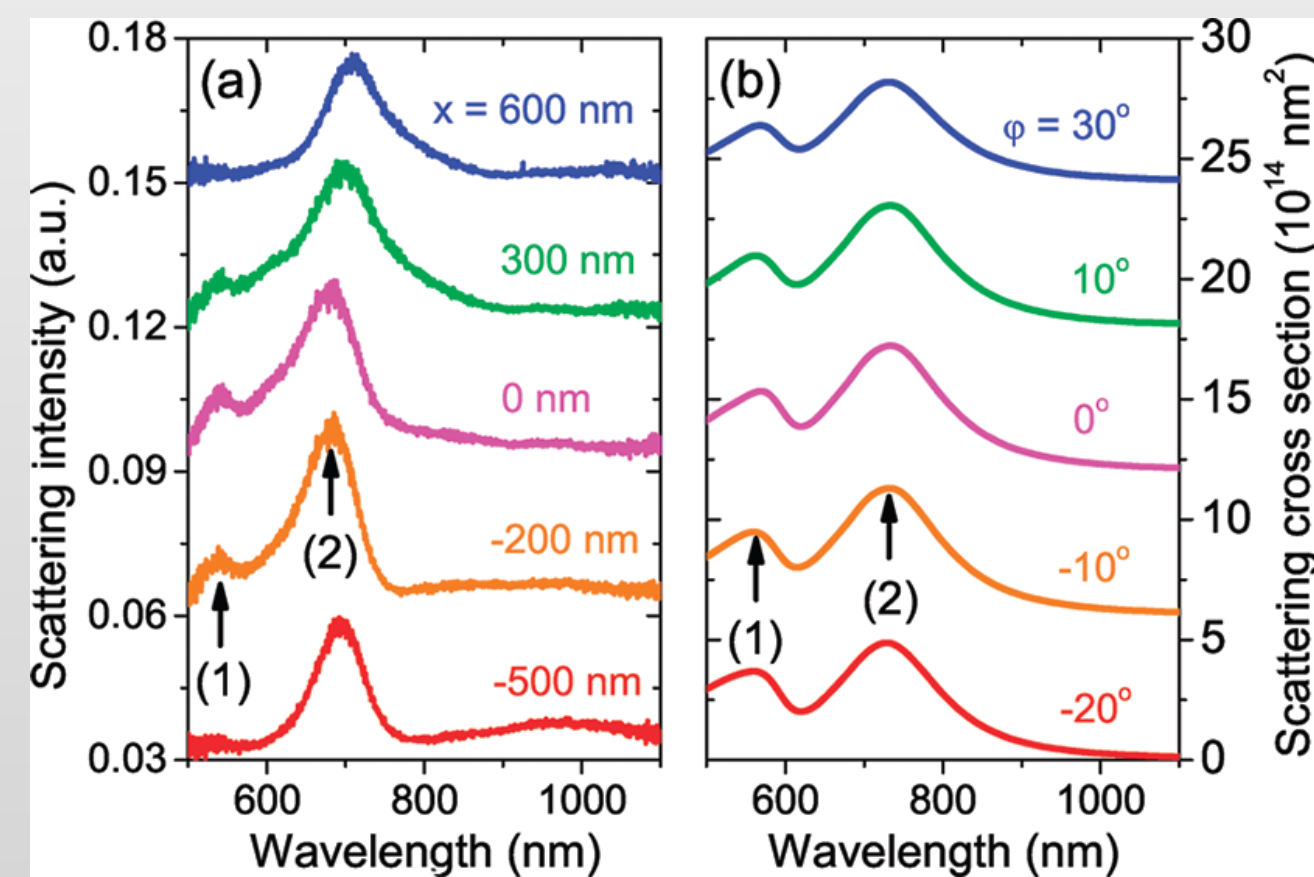 (a)
x = 600 nm
300 nm
0 nm
-200 nm
(2)
(1)
-500 nm
0.18
0.15
0.12
0.09
0.06
0.03
Scattering intensity (a.u.)
600 800 1000
Wavelength (nm)
(b)
φ = 30°
10°
0°
-10°
(2)
(1)
-20°
30
25
20
15
10
5
0
Scattering cross section (10¹⁴ nm²)
600 800 1000
Wavelength (nm)